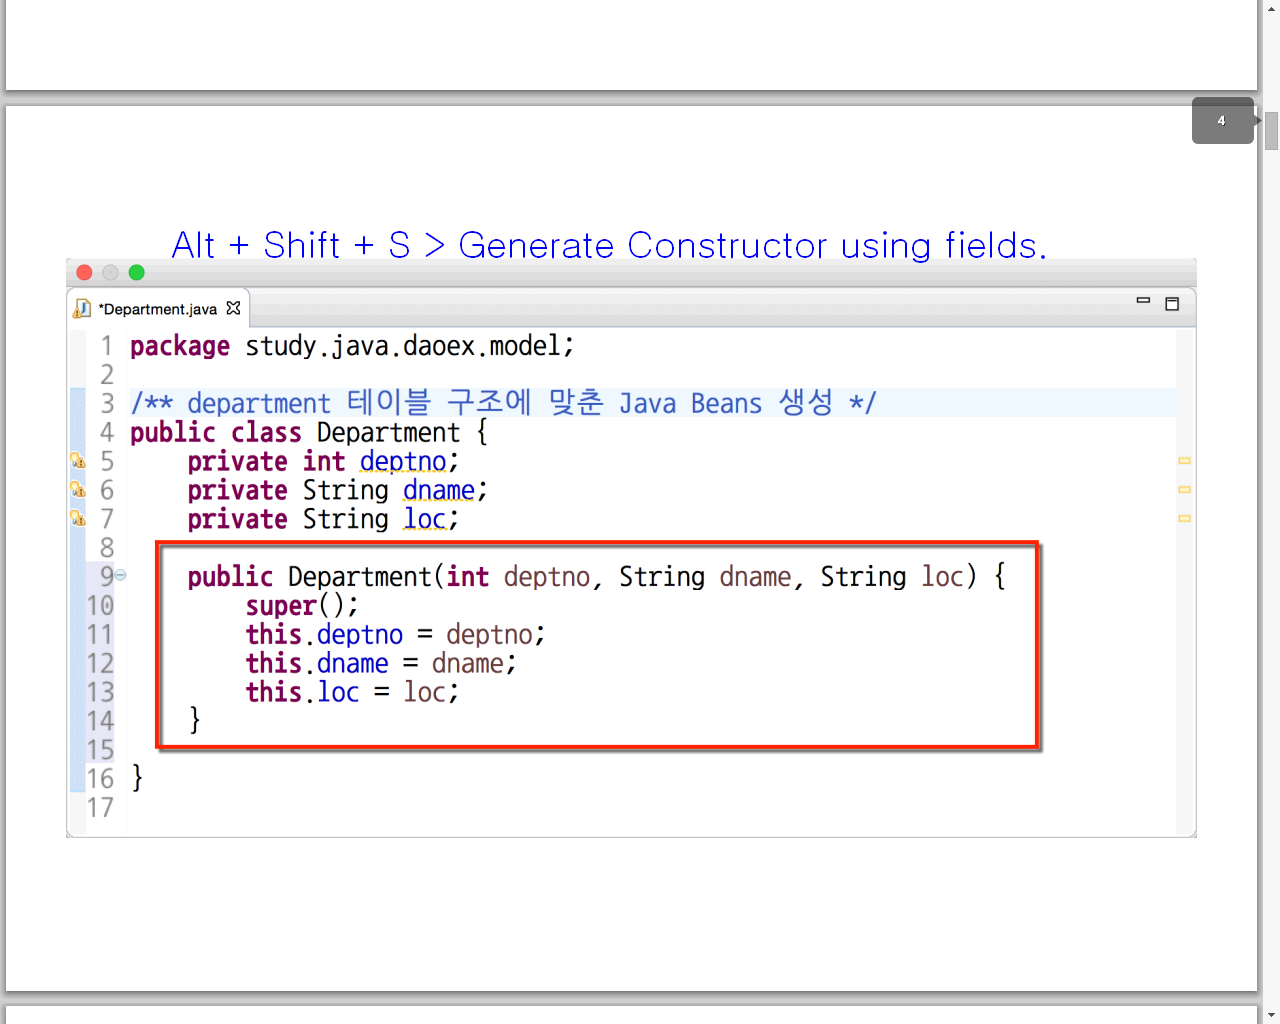 4
Alt + Shift + S > Generate Constructor using fields.
*Department.java
1 package study.java.daoex.model;
2
3 /** department 테이블 구조에 맞춘 Java Beans 생성 */
4 public class Department {
5 private int deptno;
6 private String dname;
7 private String loc;
8
9 public Department(int deptno, String dname, String loc) {
10 super();
11 this.deptno = deptno;
12 this.dname = dname;
13 this.loc = loc;
14 }
15
16 }
17